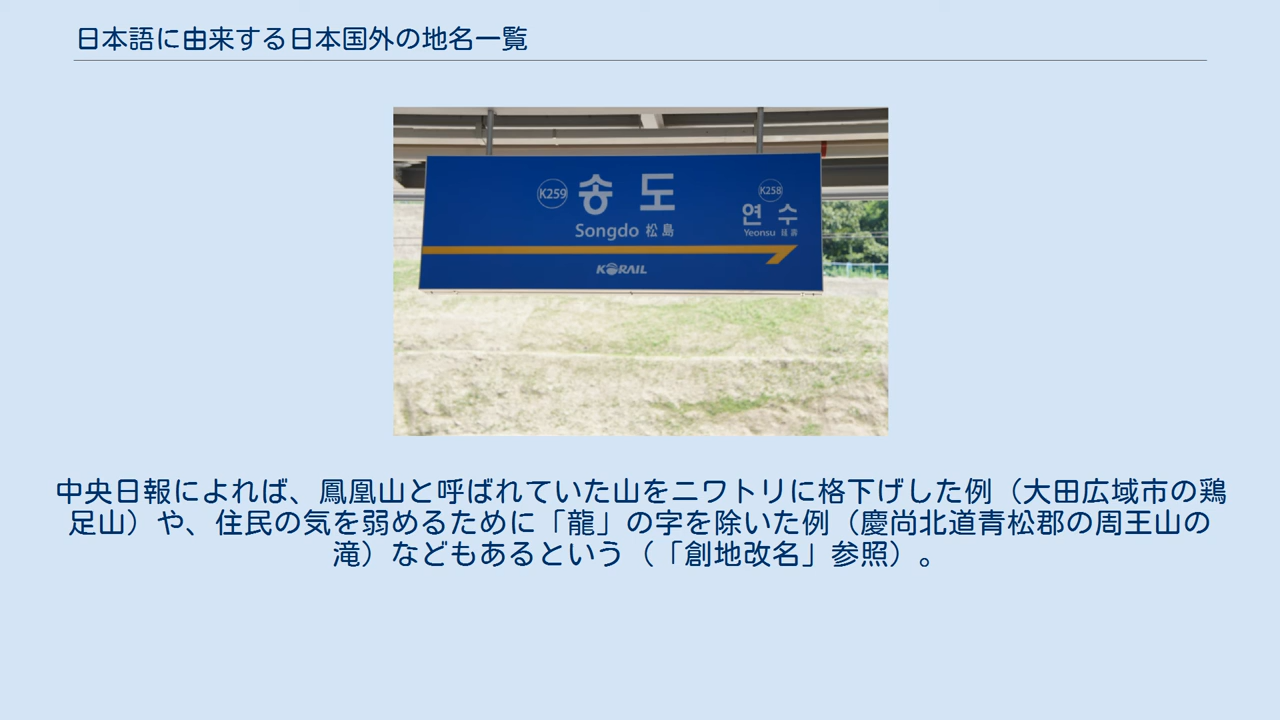 日本語に由来する日本国外の地名一覧
K259 송 도
Songdo 松島
K258
연 수
Yeonsu 延壽
KORAIL
中央日報によれば、鳳凰山と呼ばれていた山をニワトリに格下げした例（大田広域市の鶏
足山）や、住民の気を弱めるために「龍」の字を除いた例（慶尚北道青松郡の周王山の
滝）などもあるという（「創地改名」参照）。